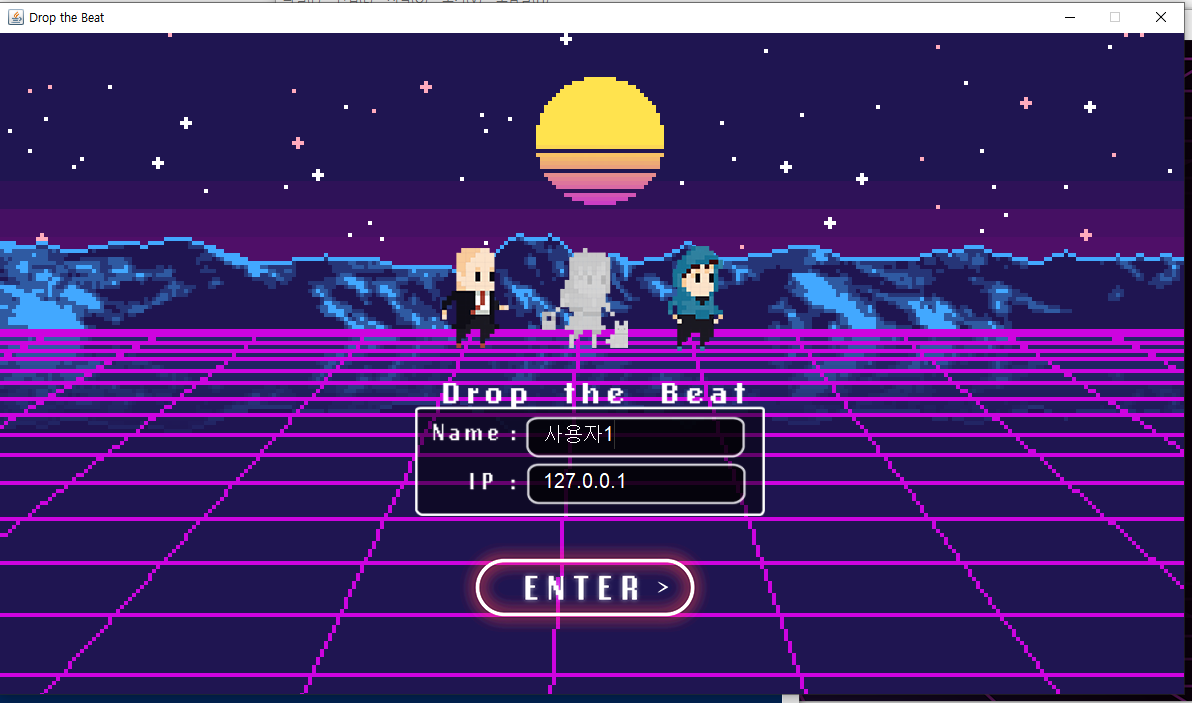 Drop the Beat
Drop the Beat
Name : 사용자1
IP : 127.0.0.1
ENTER >